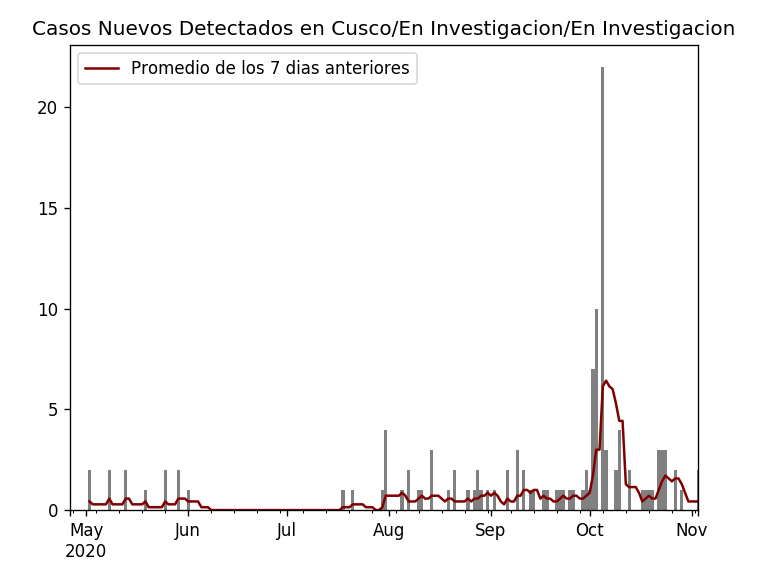 Casos Nuevos Detectados en Cusco/En Investigacion/En Investigacion
Promedio de los 7 dias anteriores
20
15
10
5
0
May Jun Jul Aug Sep Oct Nov
2020